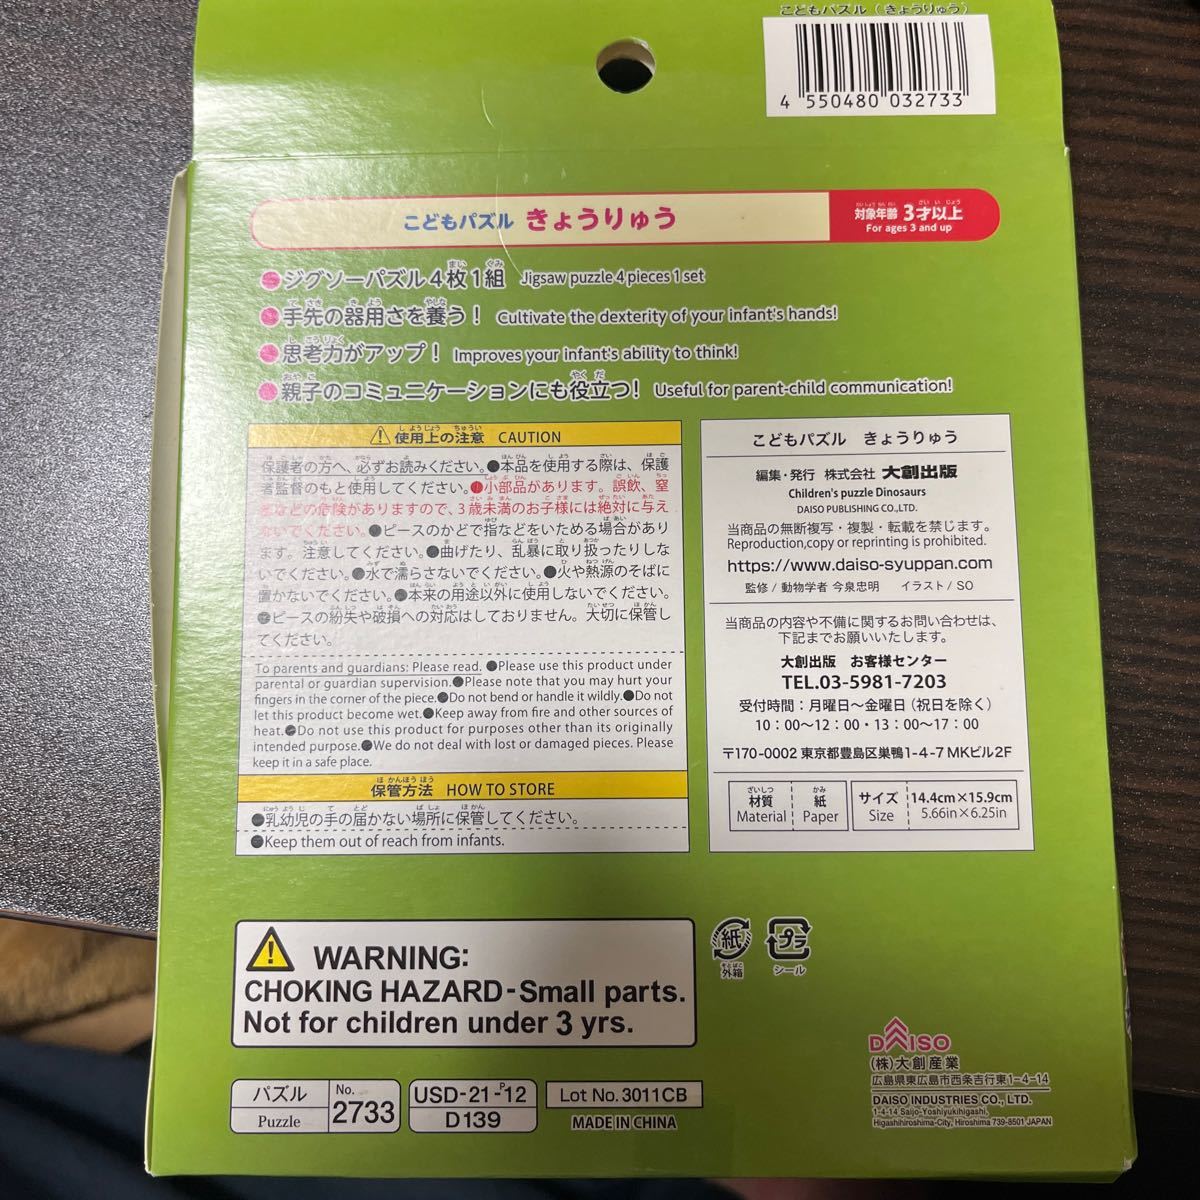 こどもパズル（きょうりゅう）
4 550480 032733
こどもパズル きょうりゅう
対象年齢 3才以上
For ages 3 and up
●ジグソーパズル4枚1組 Jigsaw puzzle 4 pieces 1 set
●手先の器用さを養う! Cultivate the dexterity of your infant's hands!
●思考力がアップ! Improves your infant's ability to think!
●親子のコミュニケーションにも役立つ! Useful for parent-child communication!
使用上の注意 CAUTION
保護者の方へ、必ずお読みください。●本品を使用する際は、保護
者監督のもと使用してください。●小部品があります。誤飲、窒
息などの危険がありますので、3歳未満のお子様には絶対に与え
ないでください。●ピースのかどで指などをいためる場合があり
ます。注意してください。●曲げたり、乱暴に取り扱ったりしな
いでください。●水で濡らさないでください。●火や熱源のそばに
置かないでください。●本来の用途以外に使用しないでください。
●ピースの紛失や破損への対応はしておりません。大切に保管し
てください。
To parents and guardians: Please read. ●Please use this product under
parental or guardian supervision.●Please note that you may hurt your
fingers in the corner of the piece.●Do not bend or handle it wildly.●Do not
let this product become wet.●Keep away from fire and other sources of
heat.●Do not use this product for purposes other than its originally
intended purpose.●We do not deal with lost or damaged pieces. Please
keep it in a safe place.
保管方法 HOW TO STORE
●乳幼児の手の届かない場所に保管してください。
●Keep them out of reach from infants.
こどもパズル きょうりゅう
編集・発行 株式会社 大創出版
Children's puzzle Dinosaurs
DAISO PUBLISHING CO.,LTD.
当商品の無断複写・複製・転載を禁じます。
Reproduction,copy or reprinting is prohibited.
https://www.daiso-syuppan.com
監修/動物学者 今泉忠明 イラスト/SO
当商品の内容や不備に関するお問い合わせは、
下記までお願いいたします。
大創出版 お客様センター
TEL.03-5981-7203
受付時間：月曜日〜金曜日（祝日を除く）
10：00〜12：00・13：00〜17：00
〒170-0002 東京都豊島区巣鴨1-4-7 MKビル2F
材質 紙 サイズ 14.4cm×15.9cm
Material Paper Size 5.66in×6.25in
WARNING:
CHOKING HAZARD-Small parts.
Not for children under 3 yrs.
紙 プラ
外箱 シール
パズル No. 2733
Puzzle
USD-21-P12
D139
Lot No.3011CB
MADE IN CHINA
DAISO
(株)大創産業
広島県東広島市西条吉行東1-4-14
DAISO INDUSTRIES CO., LTD.
1-4-14 Saijo-Yoshiyukihigashi,
Higashihiroshima-City, Hiroshima 739-8501 JAPAN